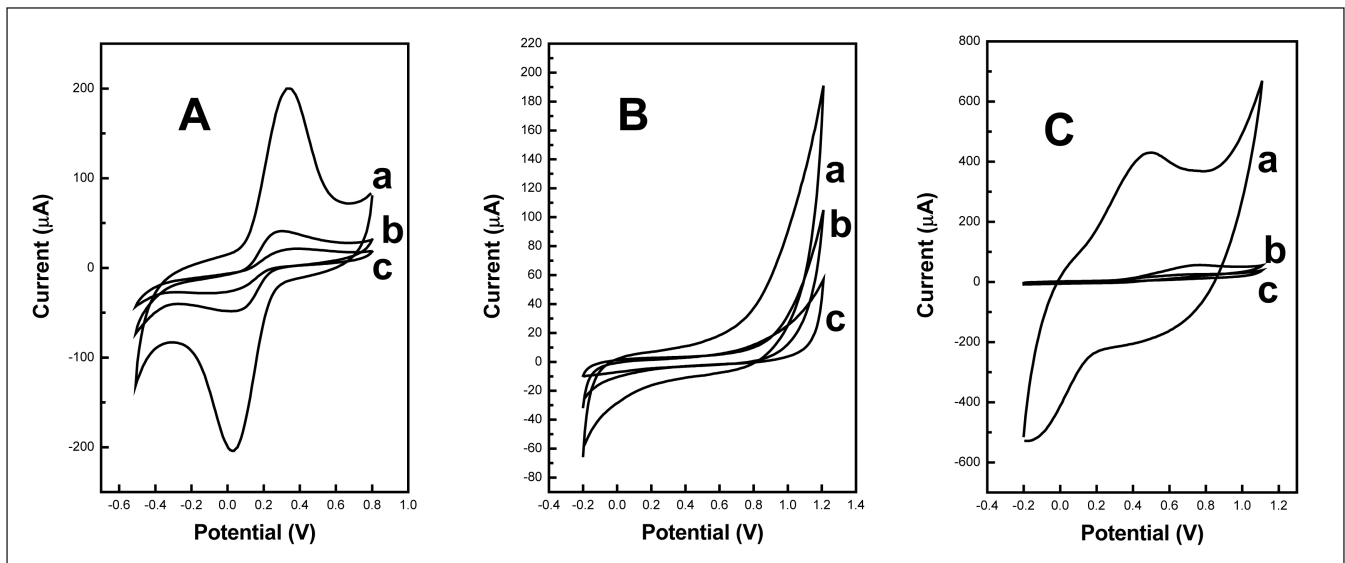 A
a
b
c
200
100
0
-100
-200
-0.6 -0.4 -0.2 0.0 0.2 0.4 0.6 0.8 1.0
Current (μA)
Potential (V)
B
a
b
c
220
200
180
160
140
120
100
80
60
40
20
0
-20
-40
-60
-80
-0.4 -0.2 0.0 0.2 0.4 0.6 0.8 1.0 1.2 1.4
Current (μA)
Potential (V)
C
a
b
c
800
600
400
200
0
-200
-400
-600
-0.4 -0.2 0.0 0.2 0.4 0.6 0.8 1.0 1.2
Current (μA)
Potential (V)